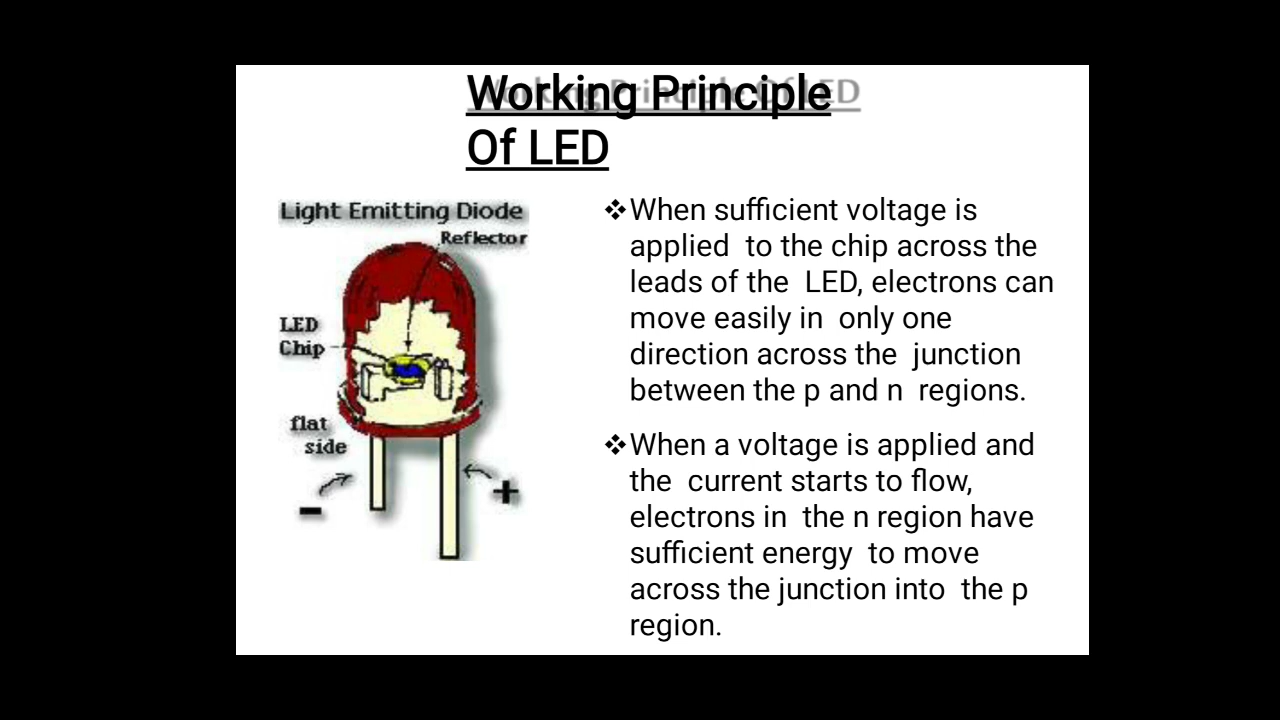 Working Principle
Of LED
Light Emitting Diode
Reflector
LED
Chip
flat
side
-
+
❖When sufficient voltage is
applied to the chip across the
leads of the LED, electrons can
move easily in only one
direction across the junction
between the p and n regions.
❖When a voltage is applied and
the current starts to flow,
electrons in the n region have
sufficient energy to move
across the junction into the p
region.